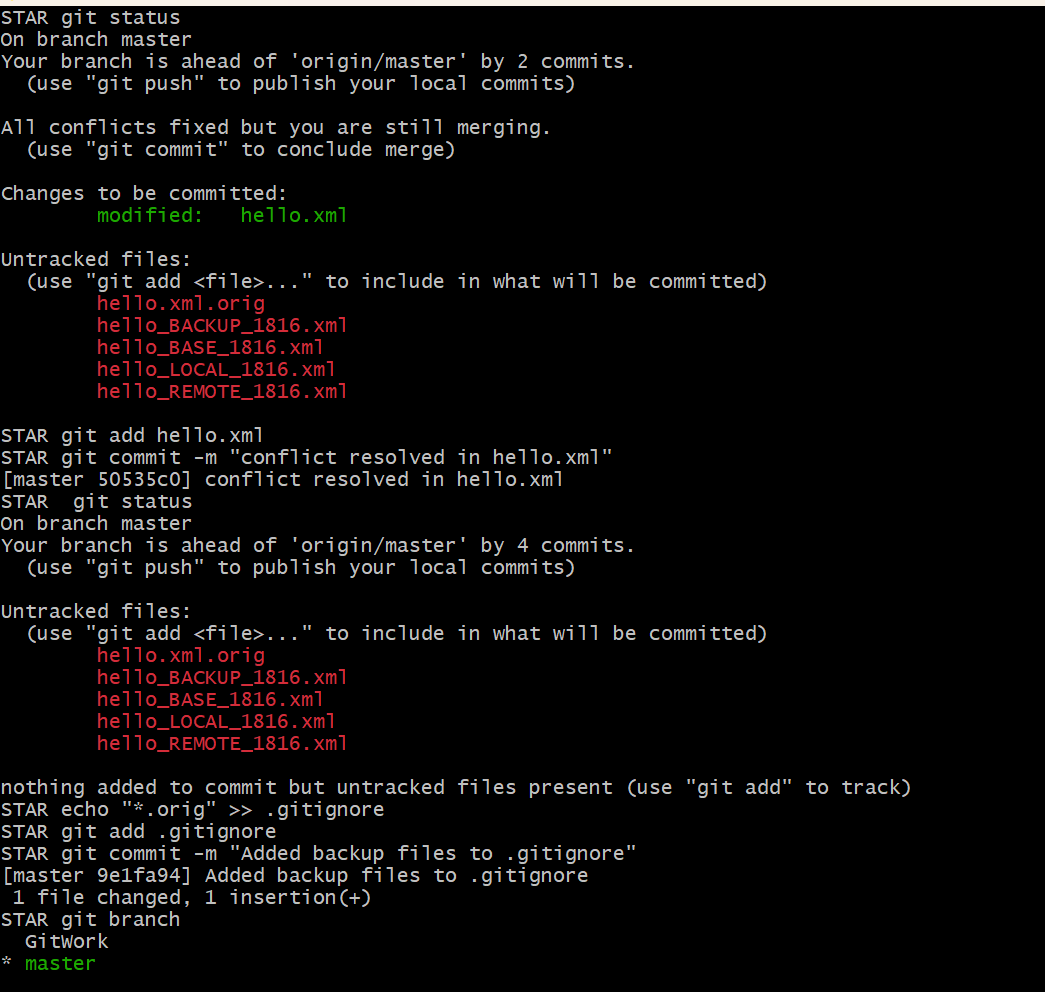 STAR git status
On branch master
Your branch is ahead of 'origin/master' by 2 commits.
  (use "git push" to publish your local commits)

All conflicts fixed but you are still merging.
  (use "git commit" to conclude merge)

Changes to be committed:
        modified:   hello.xml

Untracked files:
  (use "git add <file>..." to include in what will be committed)
        hello.xml.orig
        hello_BACKUP_1816.xml
        hello_BASE_1816.xml
        hello_LOCAL_1816.xml
        hello_REMOTE_1816.xml

STAR git add hello.xml
STAR git commit -m "conflict resolved in hello.xml"
[master 50535c0] conflict resolved in hello.xml
STAR  git status
On branch master
Your branch is ahead of 'origin/master' by 4 commits.
  (use "git push" to publish your local commits)

Untracked files:
  (use "git add <file>..." to include in what will be committed)
        hello.xml.orig
        hello_BACKUP_1816.xml
        hello_BASE_1816.xml
        hello_LOCAL_1816.xml
        hello_REMOTE_1816.xml

nothing added to commit but untracked files present (use "git add" to track)
STAR echo "*.orig" >> .gitignore
STAR git add .gitignore
STAR git commit -m "Added backup files to .gitignore"
[master 9e1fa94] Added backup files to .gitignore
 1 file changed, 1 insertion(+)
STAR git branch
  GitWork
* master